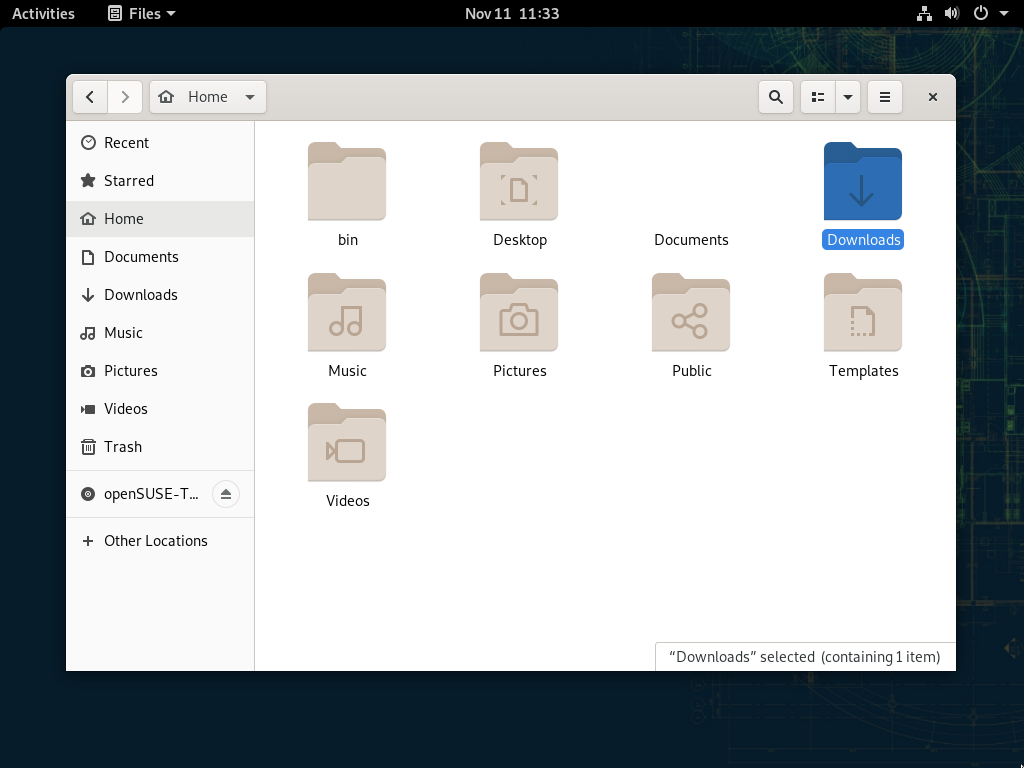 Activities
Files
Nov 11 11:33
Home
Recent
Starred
Home
Documents
Downloads
Music
Pictures
Videos
Trash
openSUSE-T...
Other Locations
bin
Desktop
Documents
Downloads
Music
Pictures
Public
Templates
Videos
“Downloads” selected (containing 1 item)